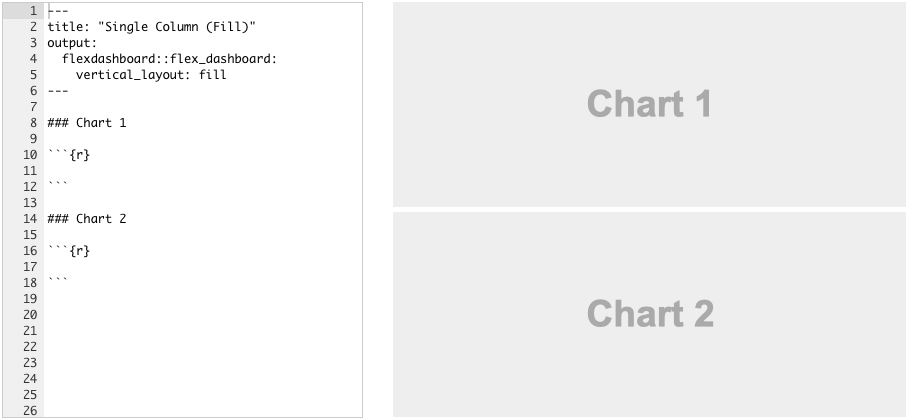 1 ---
2 title: "Single Column (Fill)"
3 output:
4   flexdashboard::flex_dashboard:
5     vertical_layout: fill
6 ---
7
8 ### Chart 1
9
10 ```{r}
11
12 ```
13
14 ### Chart 2
15
16 ```{r}
17
18 ```
19
20
21
22
23
24
25
26
Chart 1
Chart 2